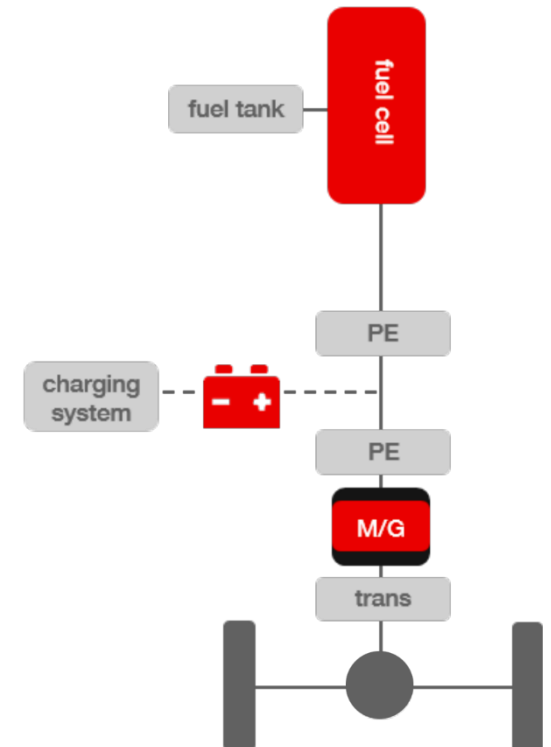 fuel cell
fuel tank
PE
charging
system
− +
PE
M/G
trans